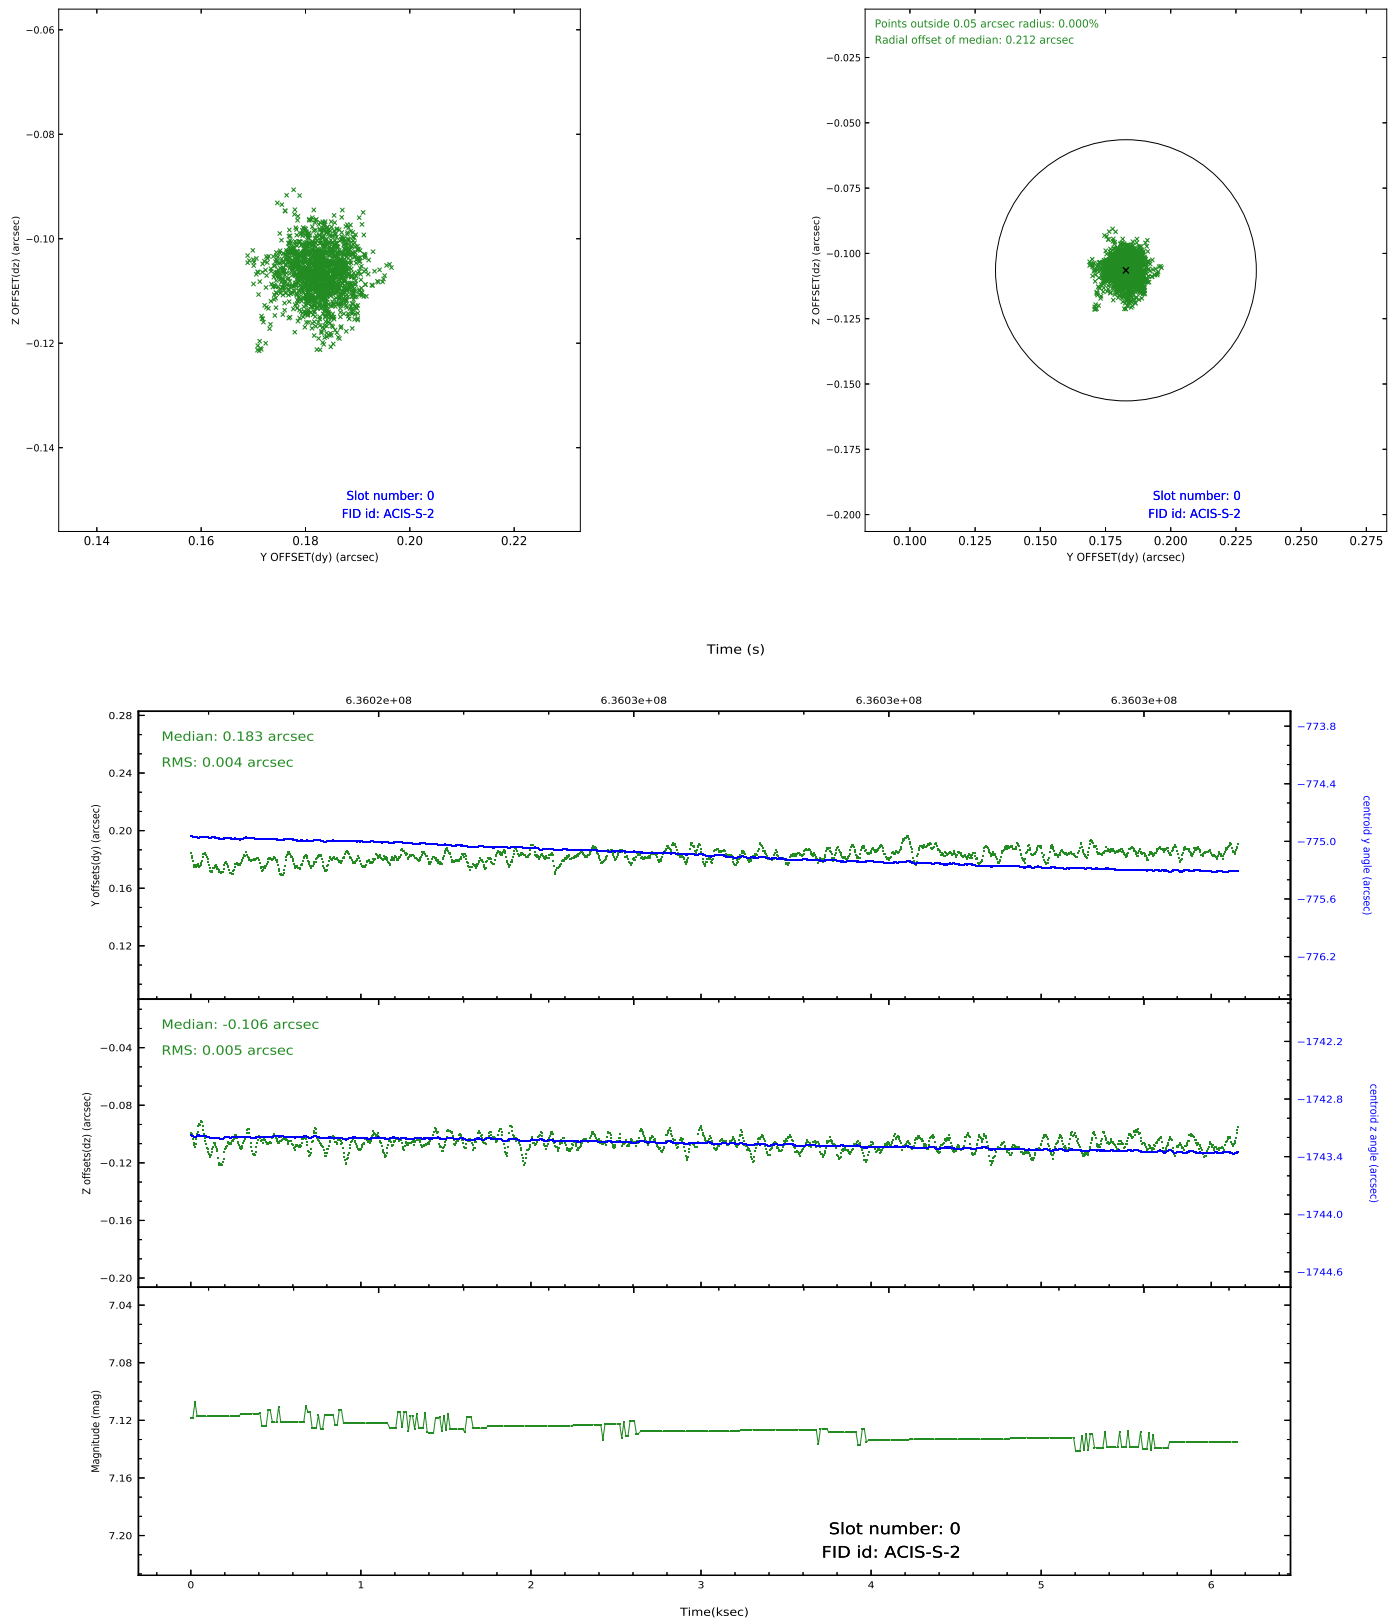 Points outside 0.05 arcsec radius: 0.000%
Radial offset of median: 0.212 arcsec
−0.06
−0.08
−0.10
−0.12
−0.14
Z OFFSET(dz) (arcsec)
Slot number: 0
FID id: ACIS-S-2
0.14 0.16 0.18 0.20 0.22
Y OFFSET(dy) (arcsec)
−0.025
−0.050
−0.075
−0.100
−0.125
−0.150
−0.175
−0.200
Z OFFSET(dz) (arcsec)
Slot number: 0
FID id: ACIS-S-2
0.100 0.125 0.150 0.175 0.200 0.225 0.250 0.275
Y OFFSET(dy) (arcsec)
Time (s)
6.3602e+08 6.3603e+08 6.3603e+08 6.3603e+08
Median: 0.183 arcsec
RMS: 0.004 arcsec
0.28
0.24
0.20
0.16
0.12
Y offsets(dy) (arcsec)
−773.8
−774.4
−775.0
−775.6
−776.2
centroid y angle (arcsec)
Median: -0.106 arcsec
RMS: 0.005 arcsec
−0.04
−0.08
−0.12
−0.16
−0.20
Z offsets(dz) (arcsec)
−1742.2
−1742.8
−1743.4
−1744.0
−1744.6
centroid z angle (arcsec)
7.04
7.08
7.12
7.16
7.20
Magnitude (mag)
Slot number: 0
FID id: ACIS-S-2
0 1 2 3 4 5 6
Time(ksec)